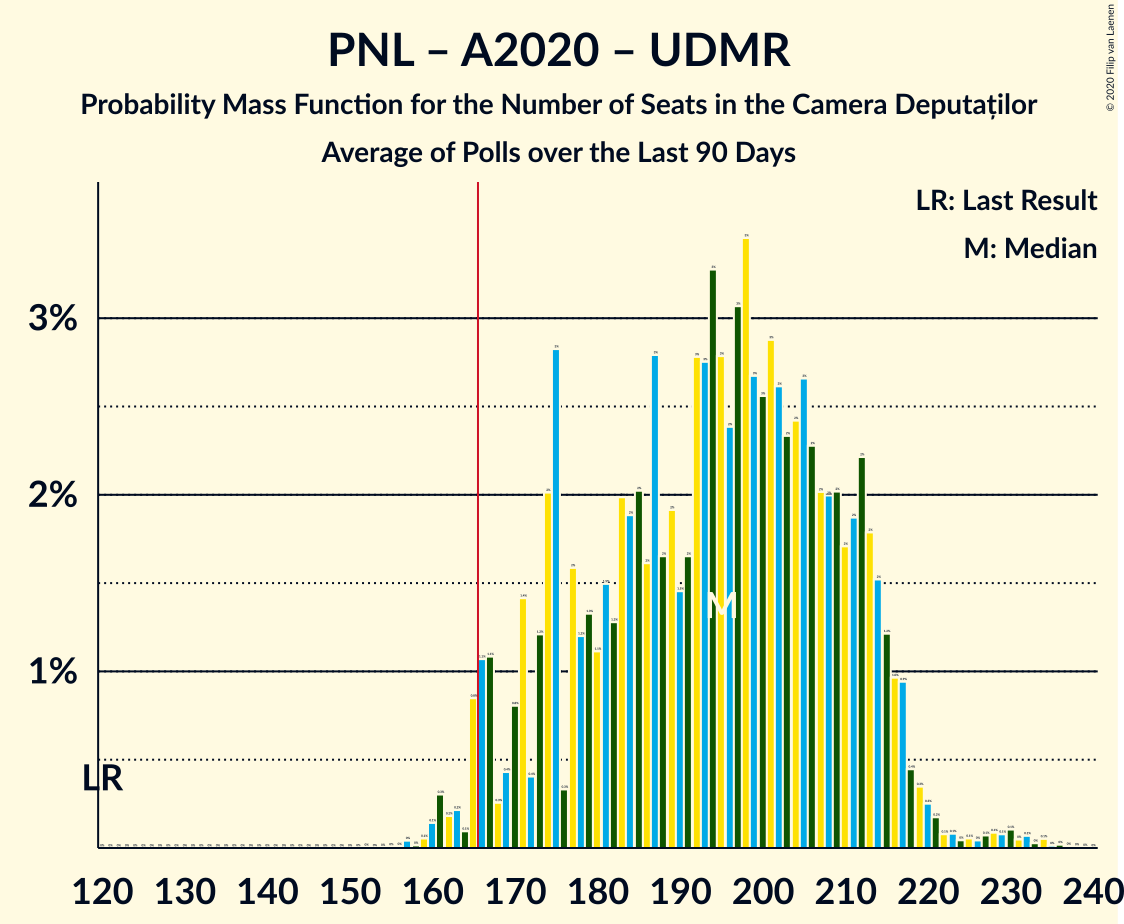 PNL – A2020 – UDMR
Probability Mass Function for the Number of Seats in the Camera Deputaților
Average of Polls over the Last 90 Days
© 2020 Filip van Laenen
LR: Last Result
M: Median
3%
2%
1%
LR
M
120 130 140 150 160 170 180 190 200 210 220 230 240